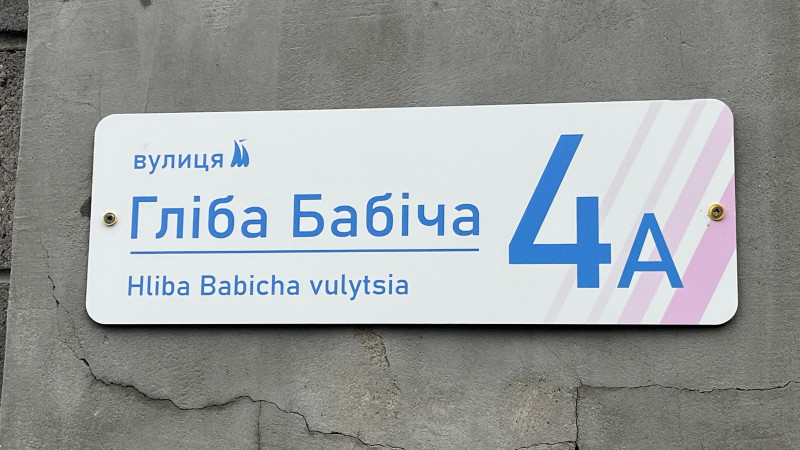 вулиця
Гліба Бабіча
Hliba Babicha vulytsia
4А